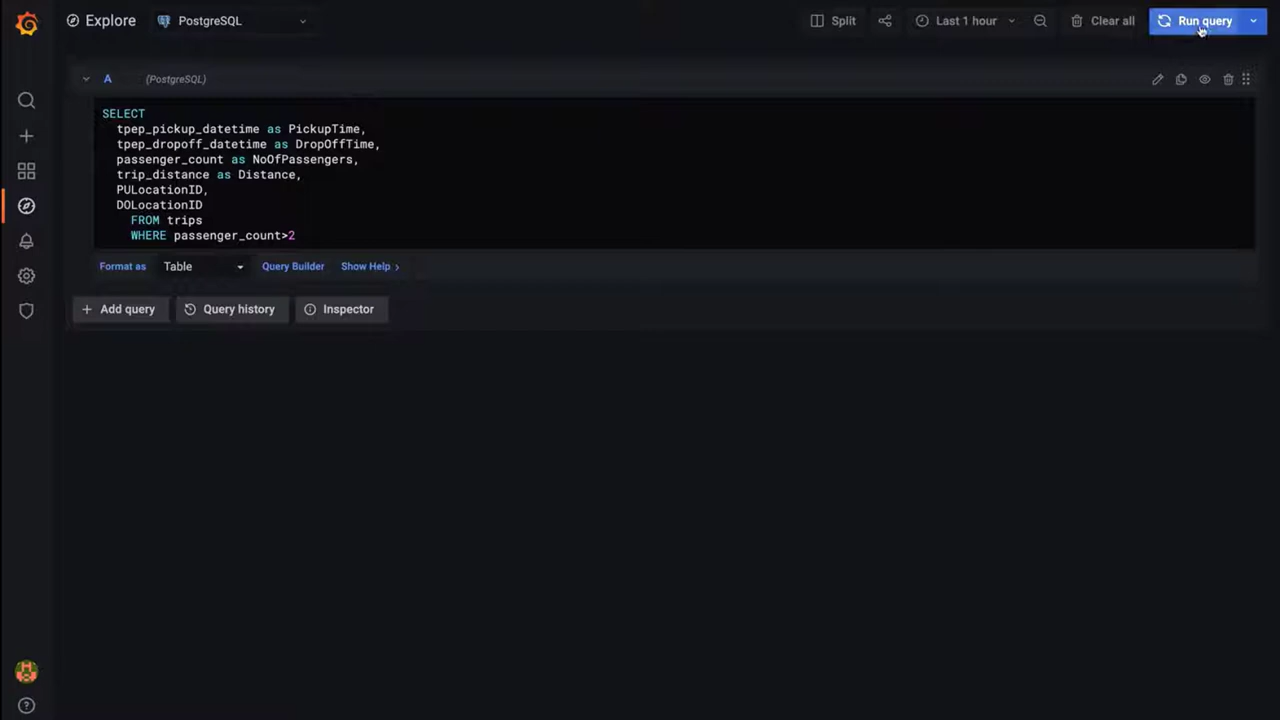 Explore PostgreSQL Split Last 1 hour Clear all Run query
A (PostgreSQL)
SELECT
tpep_pickup_datetime as PickupTime,
tpep_dropoff_datetime as DropOffTime,
passenger_count as NoOfPassengers,
trip_distance as Distance,
PULocationID,
DOLocationID
FROM trips
WHERE passenger_count>2
Format as Table Query Builder Show Help >
+ Add query Query history Inspector